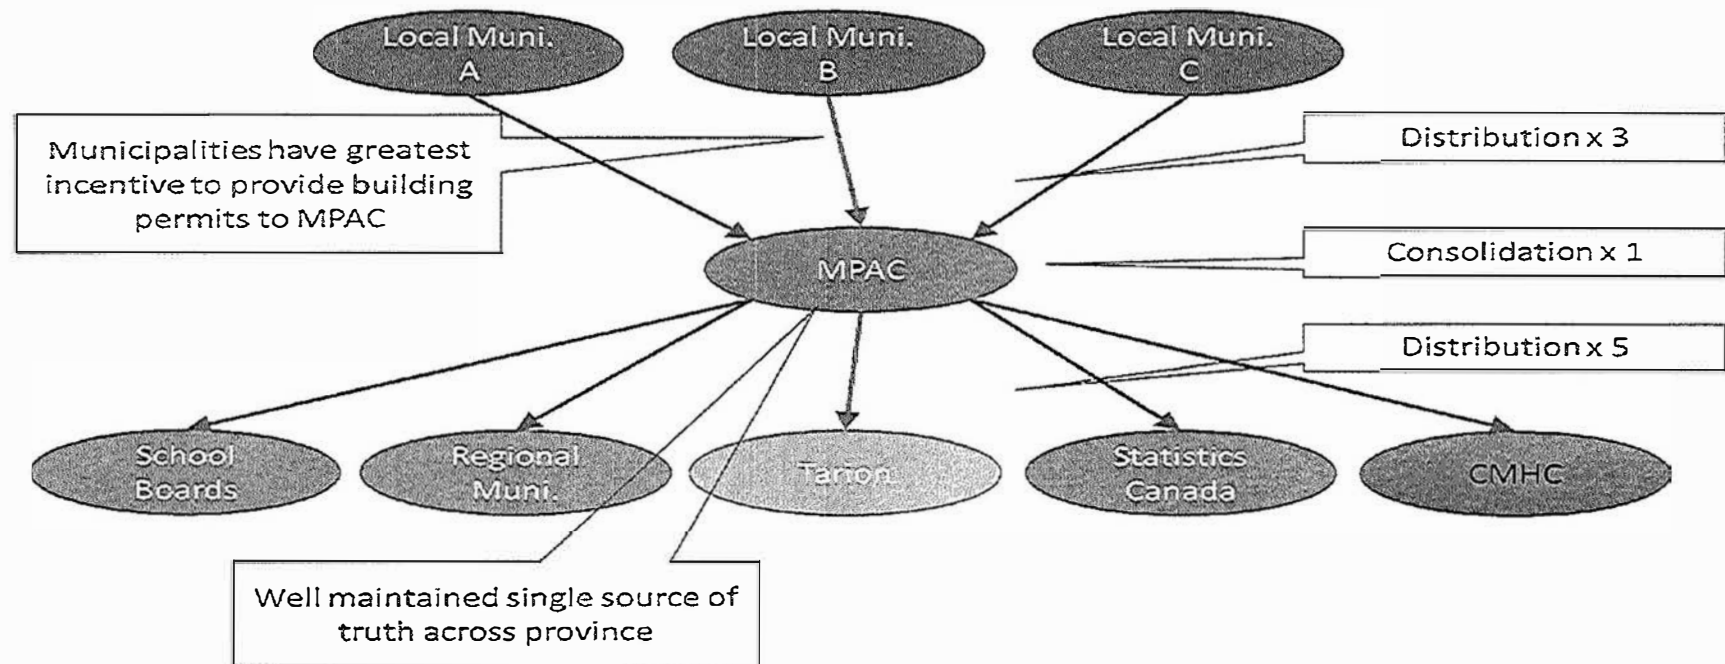 Local Muni.
A
Local Muni.
B
Local Muni.
C
Municipalities have greatest
incentive to provide building
permits to MPAC
Distribution x 3
MPAC
Consolidation x 1
Distribution x 5
School
Boards
Regional
Muni.
Tarion
Statistics
Canada
CMHC
Well maintained single source of
truth across province